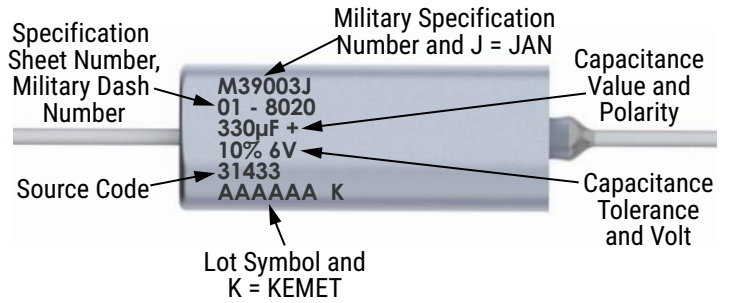 Military Specification
Number and J = JAN
Specification
Sheet Number,
Military Dash
Number
Capacitance
Value and
Polarity
M39003J
01 - 8020
330µF +
10% 6V
31433
AAAAAA K
Source Code
Capacitance
Tolerance
and Volt
Lot Symbol and
K = KEMET